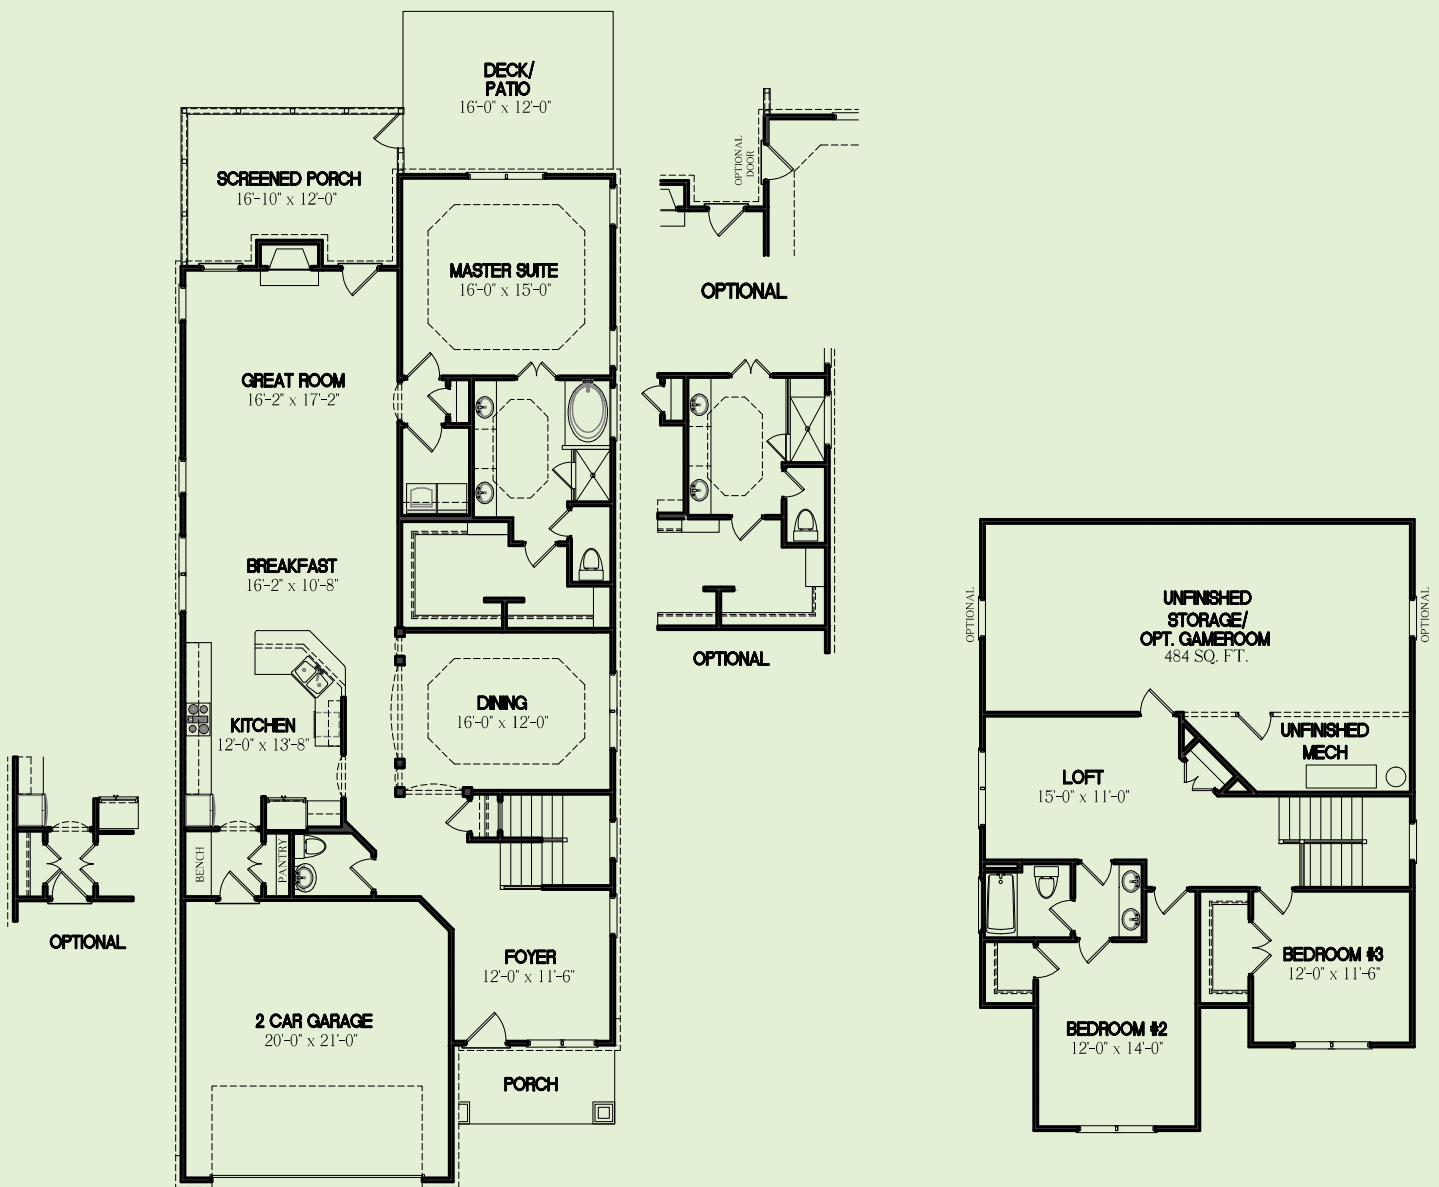 DECK/
PATIO
16'-0" x 12'-0"
SCREENED PORCH
16'-10" x 12'-0"
OPTIONAL
DOOR
MASTER SUITE
16'-0" x 15'-0"
OPTIONAL
GREAT ROOM
16'-2" x 17'-2"
BREAKFAST
16'-2" x 10'-8"
OPTIONAL
DINING
16'-0" x 12'-0"
KITCHEN
12'-0" x 13'-8"
BENCH
PANTRY
OPTIONAL
FOYER
12'-0" x 11'-6"
2 CAR GARAGE
20'-0" x 21'-0"
PORCH
OPTIONAL
UNFINISHED
STORAGE/
OPT. GAMEROOM
484 SQ. FT.
OPTIONAL
UNFINISHED
MECH
LOFT
15'-0" x 11'-0"
BEDROOM #3
12'-0" x 11'-6"
BEDROOM #2
12'-0" x 14'-0"